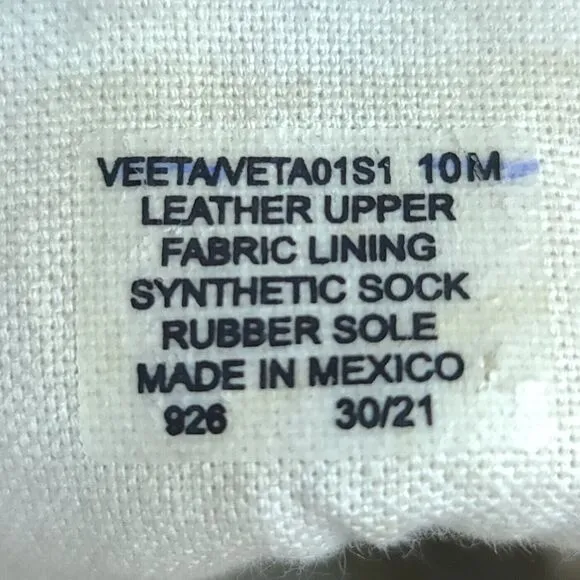 VEETA/VETA01S1 10M
LEATHER UPPER
FABRIC LINING
SYNTHETIC SOCK
RUBBER SOLE
MADE IN MEXICO
926 30/21